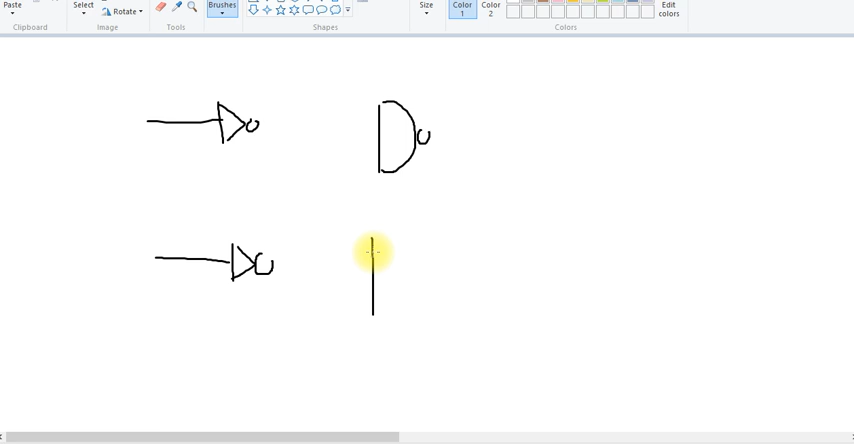 Paste
Select
Rotate
Brushes
Size
Color 1
Color 2
Edit colors
Clipboard
Image
Tools
Shapes
Colors